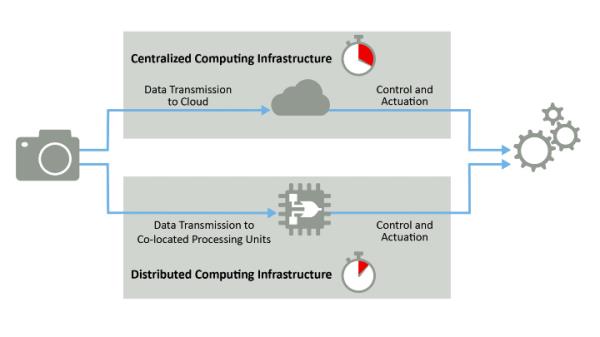 Centralized Computing Infrastructure
Data Transmission
to Cloud
Control and
Actuation
Data Transmission to
Co-located Processing Units
Control and
Actuation
Distributed Computing Infrastructure